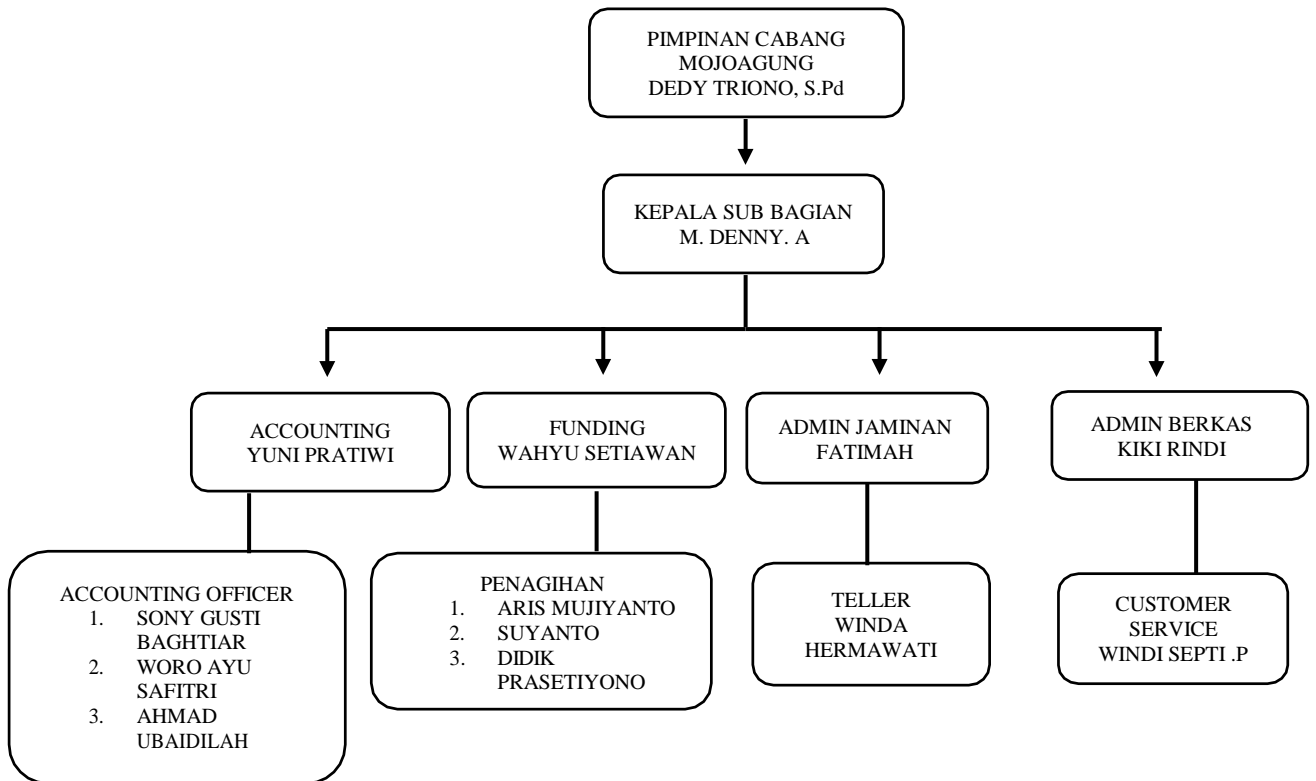 PIMPINAN CABANG
MOJOAGUNG
DEDY TRIONO, S.Pd
KEPALA SUB BAGIAN
M. DENNY. A
ACCOUNTING
YUNI PRATIWI
FUNDING
WAHYU SETIAWAN
ADMIN JAMINAN
FATIMAH
ADMIN BERKAS
KIKI RINDI
ACCOUNTING OFFICER
1. SONY GUSTI
BAGHTIAR
2. WORO AYU
SAFITRI
3. AHMAD
UBAIDILAH
PENAGIHAN
1. ARIS MUJIYANTO
2. SUYANTO
3. DIDIK
PRASETIYONO
TELLER
WINDA
HERMAWATI
CUSTOMER
SERVICE
WINDI SEPTI .P